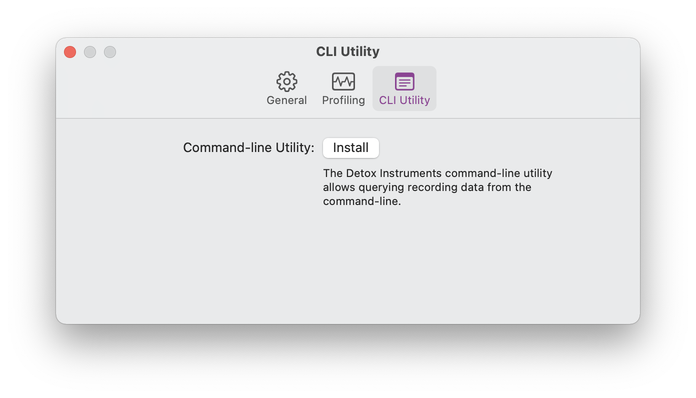 CLI Utility
General
Profiling
CLI Utility
Command-line Utility:
Install
The Detox Instruments command-line utility
allows querying recording data from the
command-line.